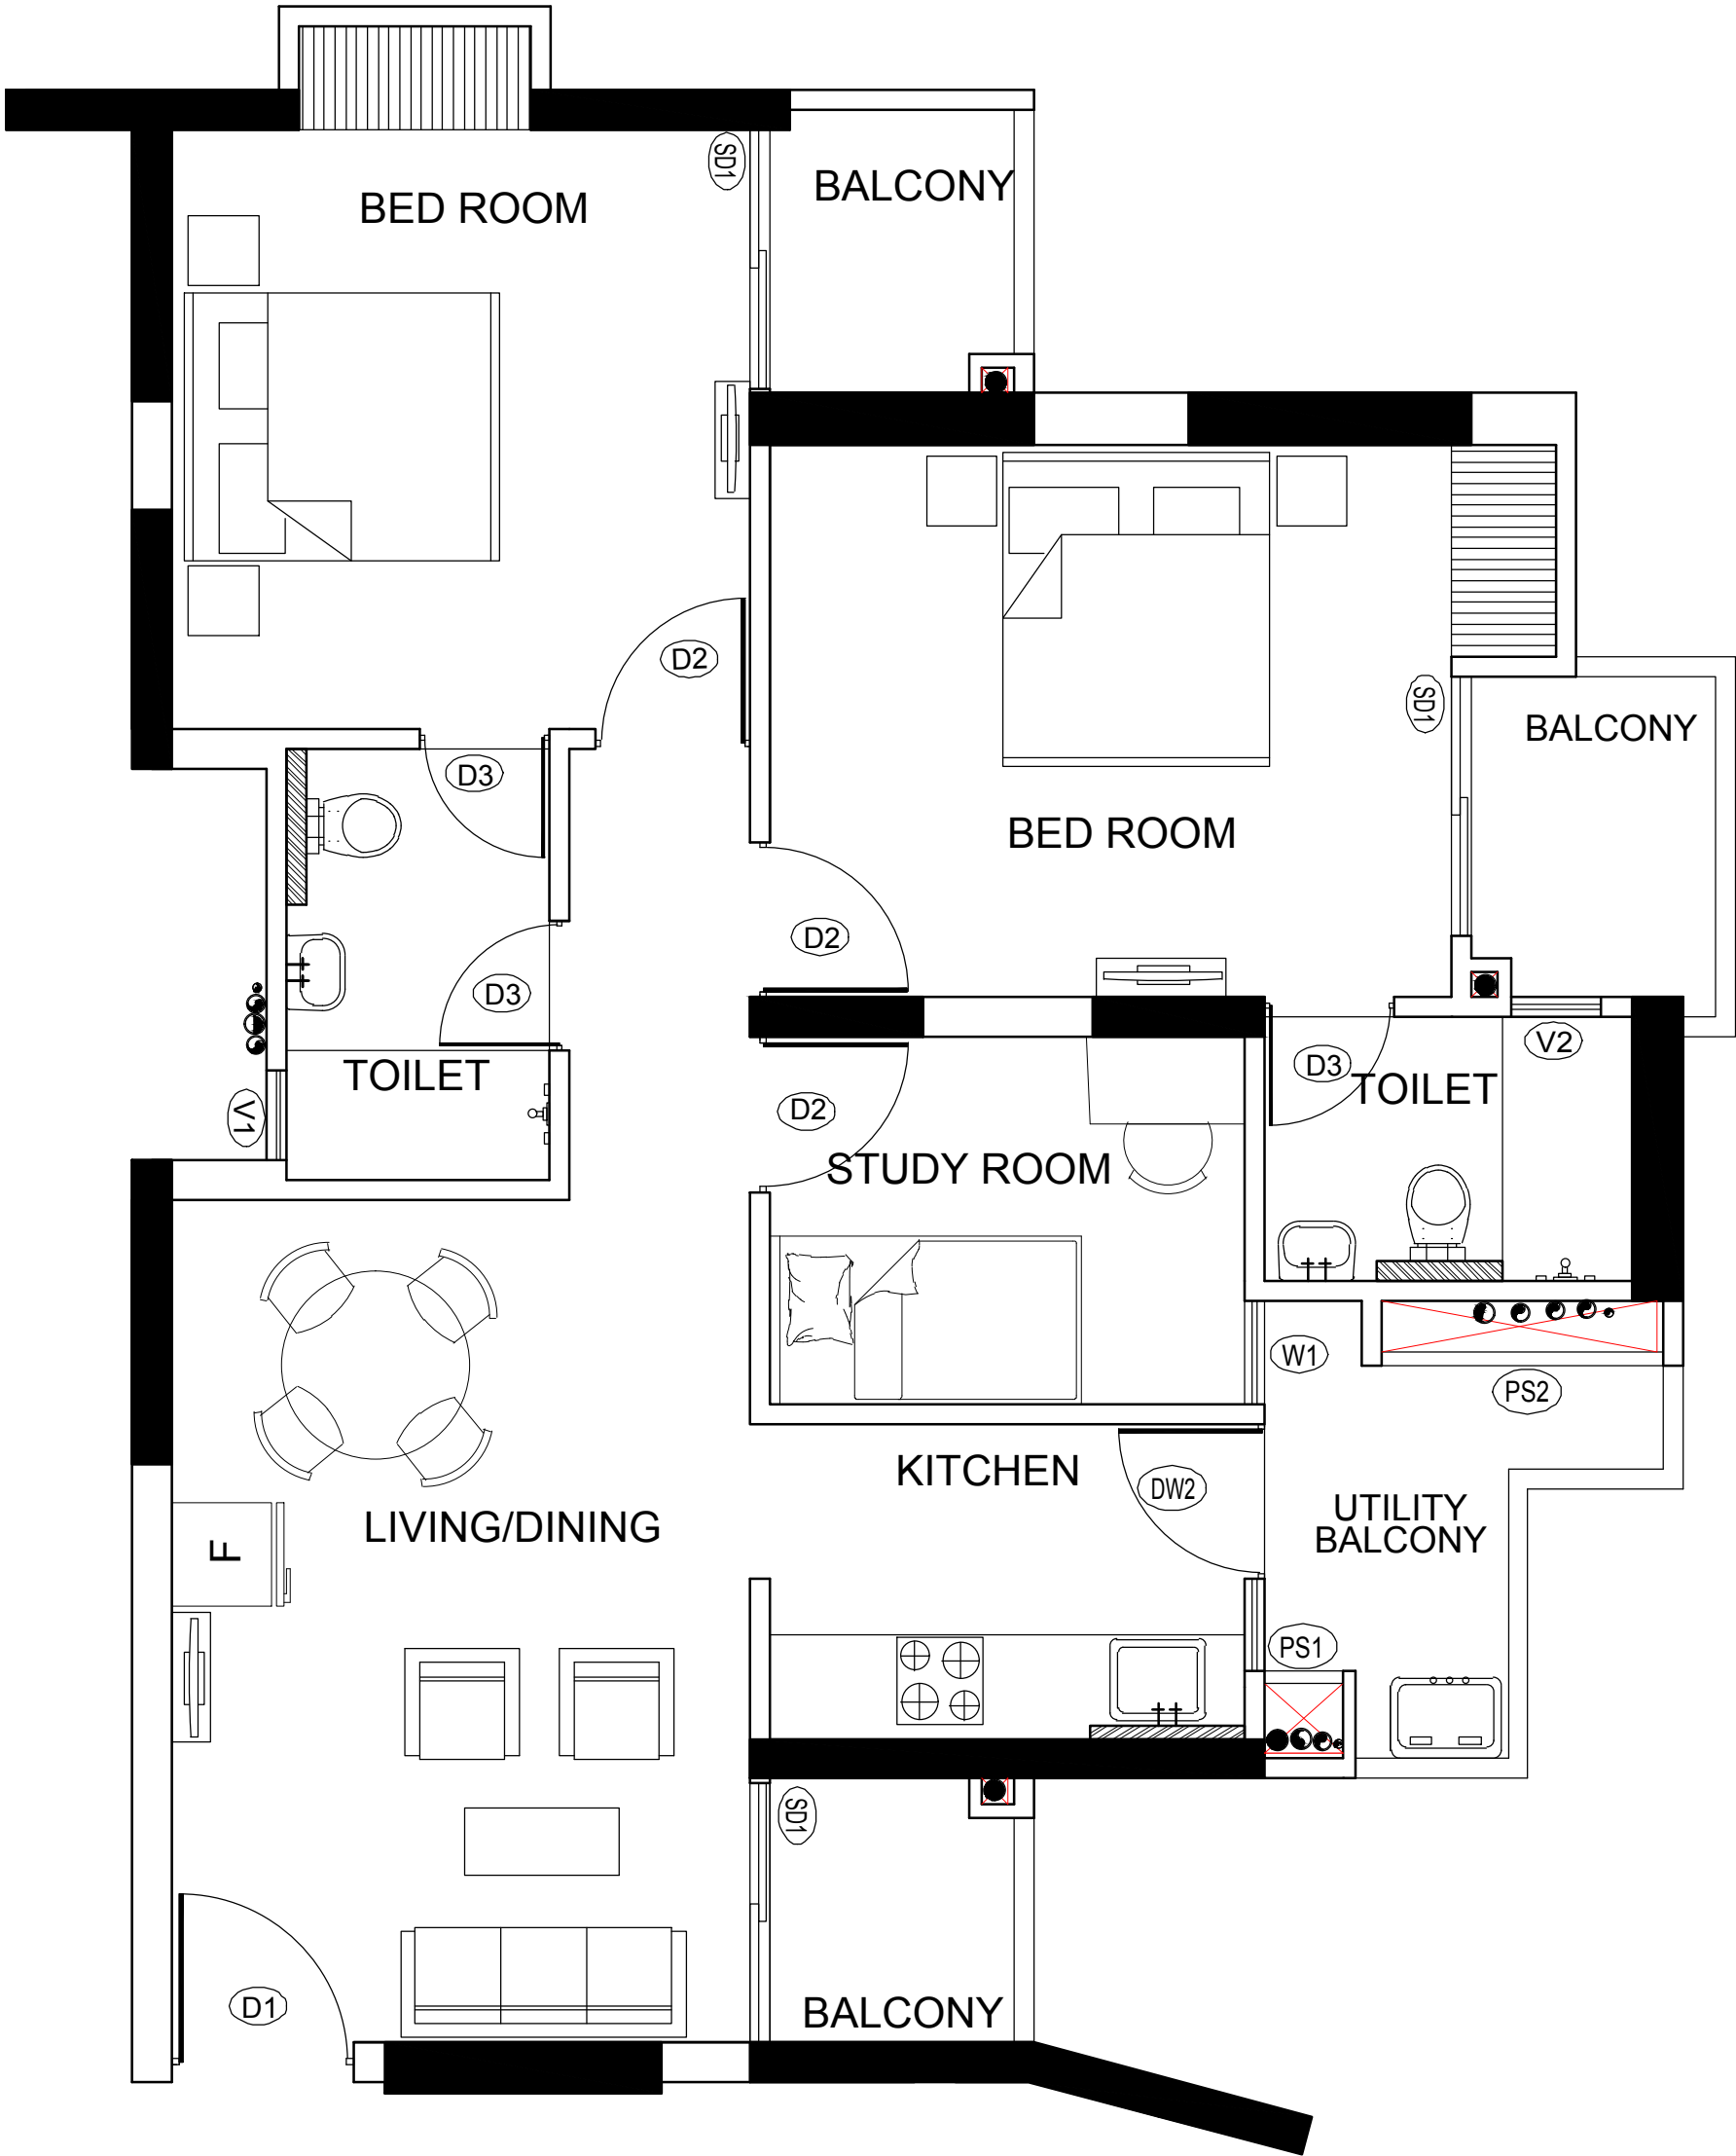 SD1
BALCONY
BED ROOM
D2
SD1
BALCONY
D3
BED ROOM
D2
D3
V2
D3
TOILET
TOILET
V1
D2
STUDY ROOM
W1
PS2
KITCHEN
DW2
UTILITY
BALCONY
LIVING/DINING
F
PS1
SD1
D1
BALCONY